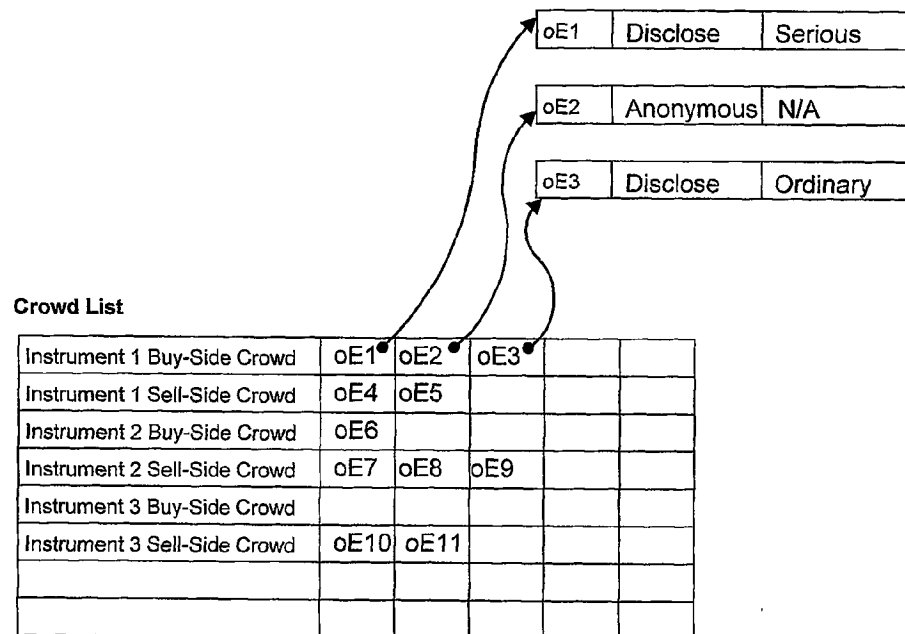 oE1 Disclose Serious
oE2 Anonymous N/A
oE3 Disclose Ordinary
Crowd List
Instrument 1 Buy-Side Crowd oE1 oE2 oE3
Instrument 1 Sell-Side Crowd oE4 oE5
Instrument 2 Buy-Side Crowd oE6
Instrument 2 Sell-Side Crowd oE7 oE8 oE9
Instrument 3 Buy-Side Crowd
Instrument 3 Sell-Side Crowd oE10 oE11